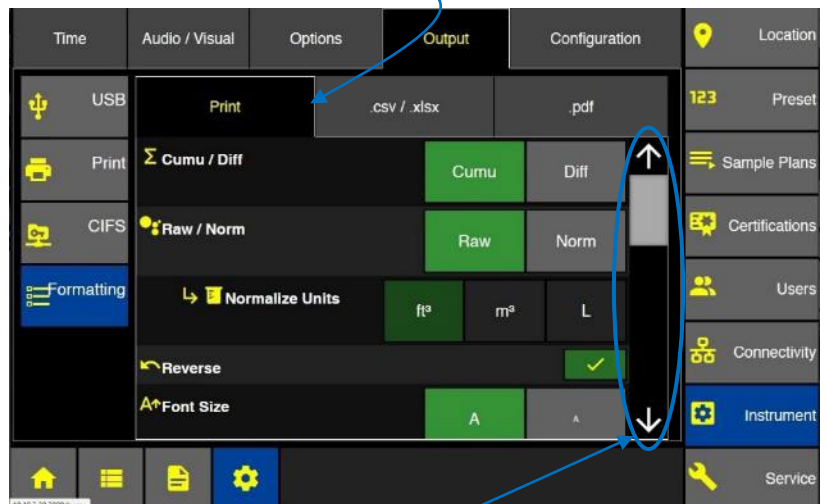 Time
Audio / Visual
Options
Output
Configuration
Location
USB
Print
.csv / .xlsx
.pdf
123
Preset
Print
Σ Cumu / Diff
Cumu
Diff
Sample Plans
CIFS
Raw / Norm
Raw
Norm
Certifications
Formatting
Normalize Units
ft³
m³
L
Users
Reverse
Connectivity
A Font Size
A
A
Instrument
Service